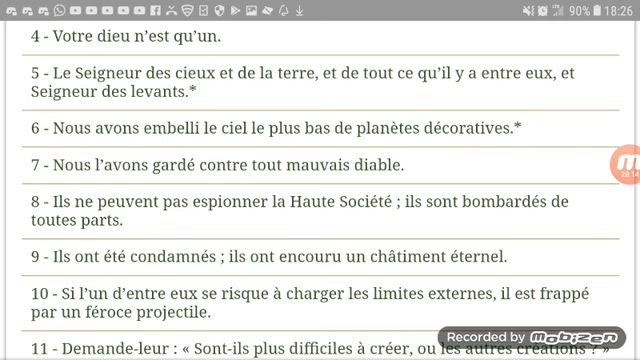 90% 18:26
4 - Votre dieu n’est qu’un.
5 - Le Seigneur des cieux et de la terre, et de tout ce qu’il y a entre eux, et
Seigneur des levants.*
6 - Nous avons embelli le ciel le plus bas de planètes décoratives.*
7 - Nous l’avons gardé contre tout mauvais diable.
M
28:14
8 - Ils ne peuvent pas espionner la Haute Société ; ils sont bombardés de
toutes parts.
9 - Ils ont été condamnés ; ils ont encouru un châtiment éternel.
10 - Si l’un d’entre eux se risque à charger les limites externes, il est frappé
par un féroce projectile.
Recorded by mobizen
11 - Demande-leur : « Sont-ils plus difficiles à créer, ou les autres créations ? »